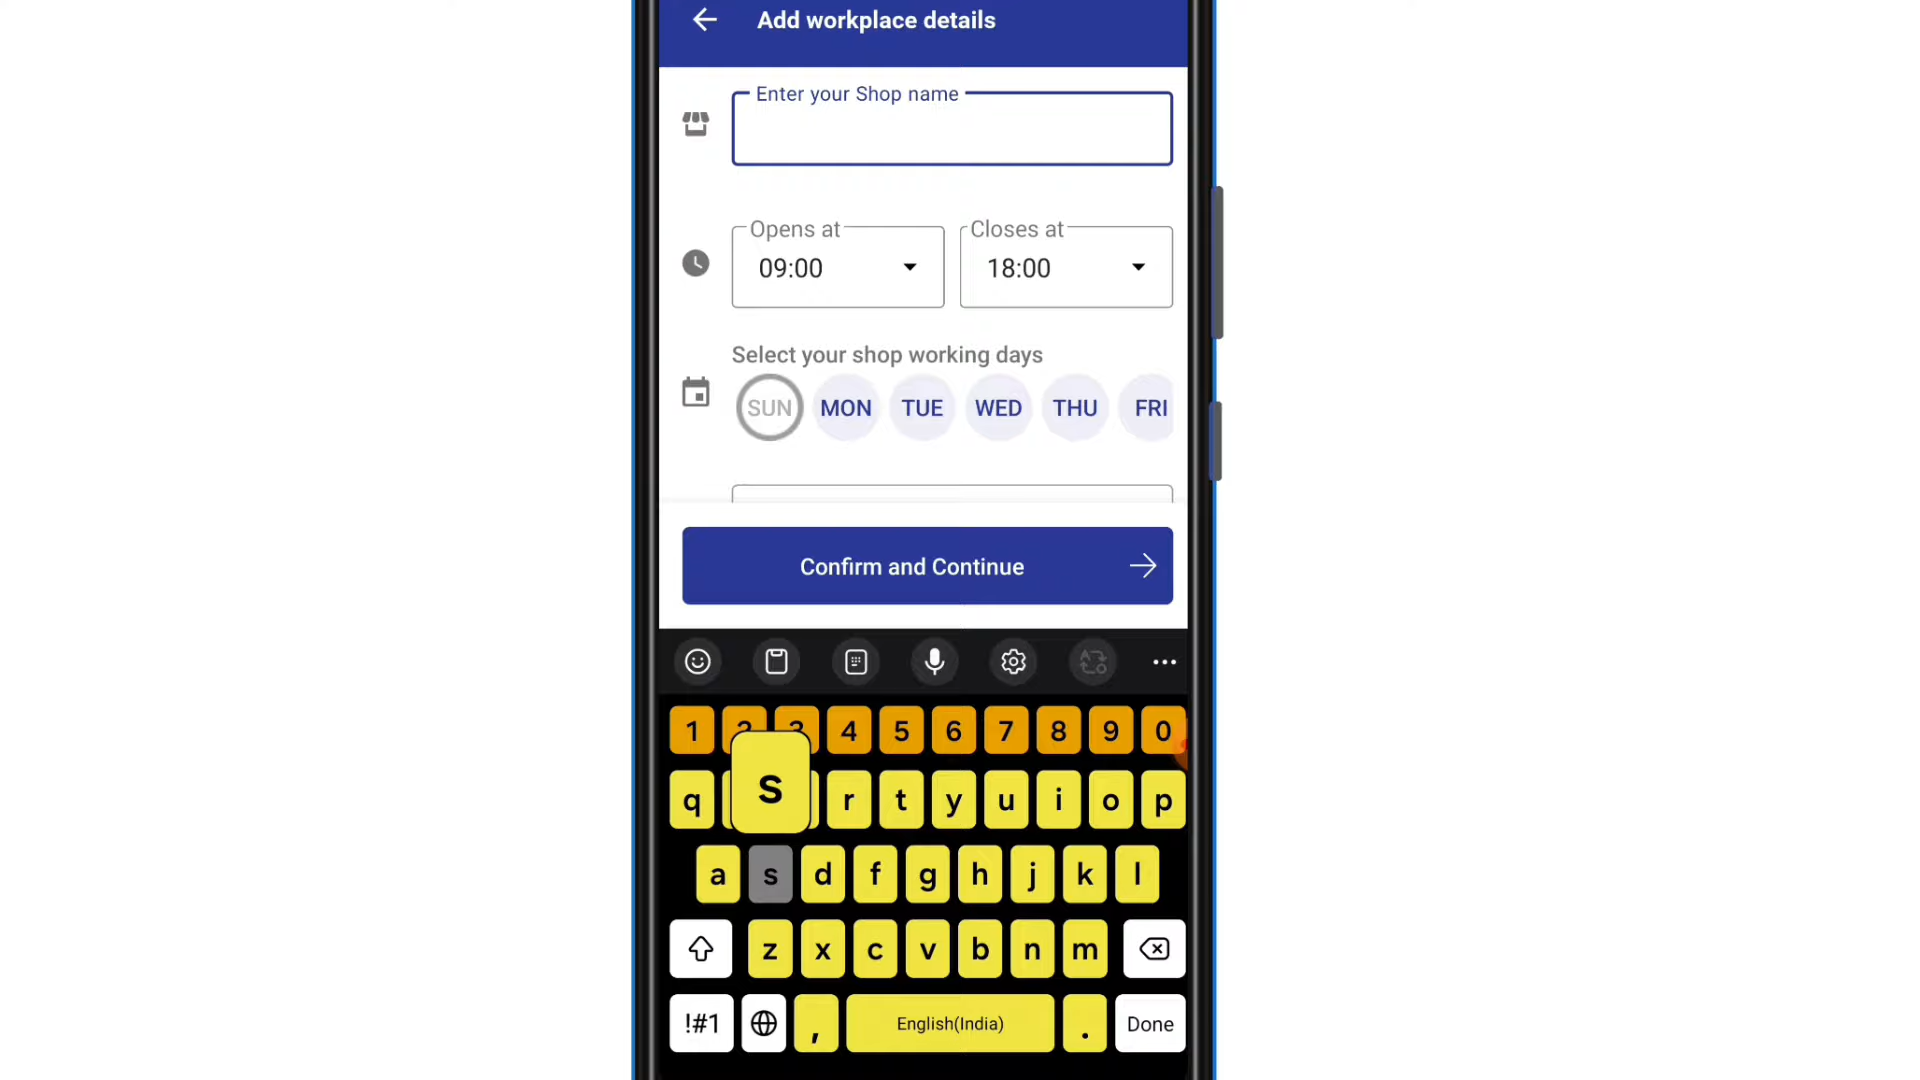 Add workplace details
Enter your Shop name
Opens at Closes at
09:00 18:00
Select your shop working days
SUN MON TUE WED THU FRI
Confirm and Continue
1 2 3 4 5 6 7 8 9 0
s
q r t y u i o p
a s d f g h j k l
z x c v b n m
!#1 , English(India) . Done